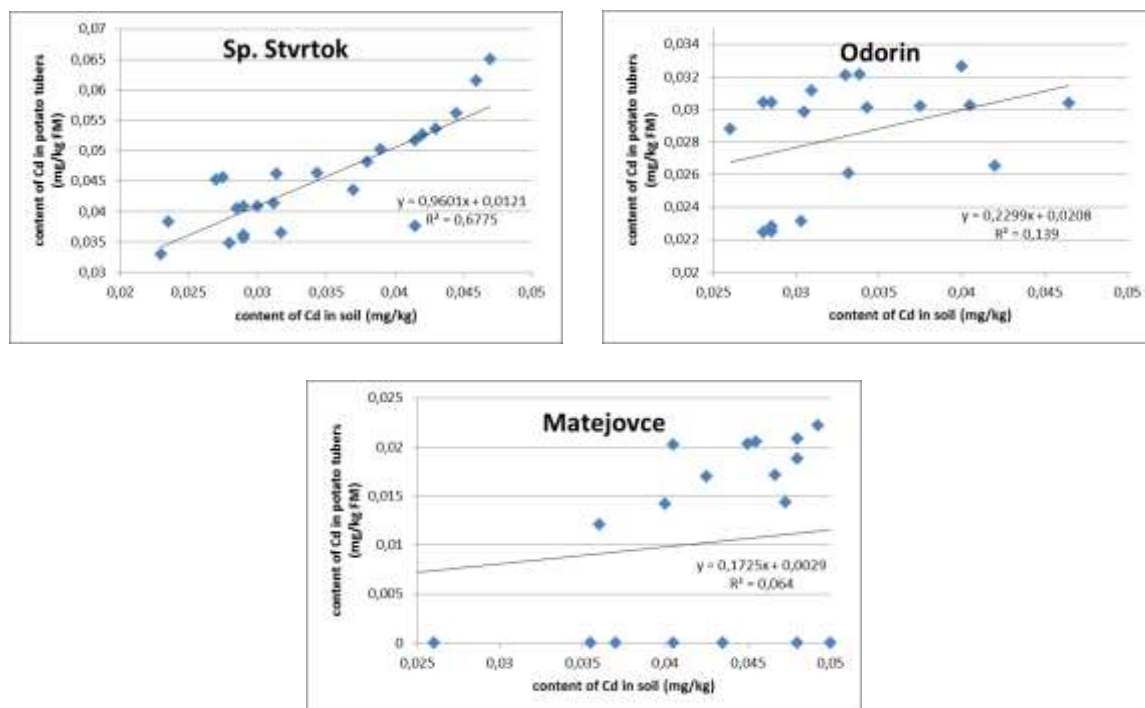 Sp. Stvrtok
content of Cd in potato tubers
(mg/kg FM)
0,07
0,065
0,06
0,055
0,05
0,045
0,04
0,035
0,03
y = 0,9601x + 0,0121
R² = 0,6775
0,02 0,025 0,03 0,035 0,04 0,045 0,05
content of Cd in soil (mg/kg)
Odorin
content of Cd in potato tubers
(mg/kg FM)
0,034
0,032
0,03
0,028
0,026
0,024
0,022
0,02
y = 0,2299x + 0,0208
R² = 0,139
0,025 0,03 0,035 0,04 0,045 0,05
content of Cd in soil (mg/kg)
Matejovce
content of Cd in potato tubers
(mg/kg FM)
0,025
0,02
0,015
0,01
0,005
0
y = 0,1725x + 0,0029
R² = 0,064
0,025 0,03 0,035 0,04 0,045 0,05
content of Cd in soil (mg/kg)